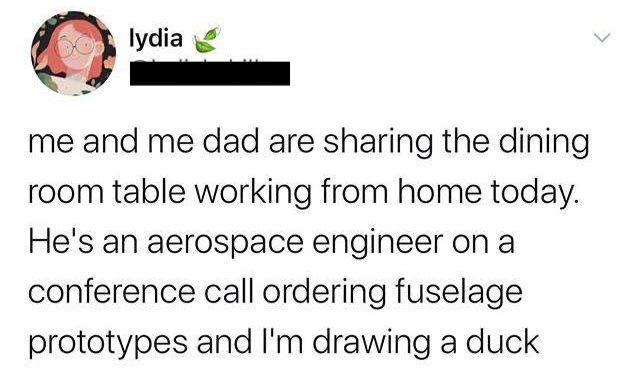 lydia
me and me dad are sharing the dining
room table working from home today.
He's an aerospace engineer on a
conference call ordering fuselage
prototypes and I'm drawing a duck